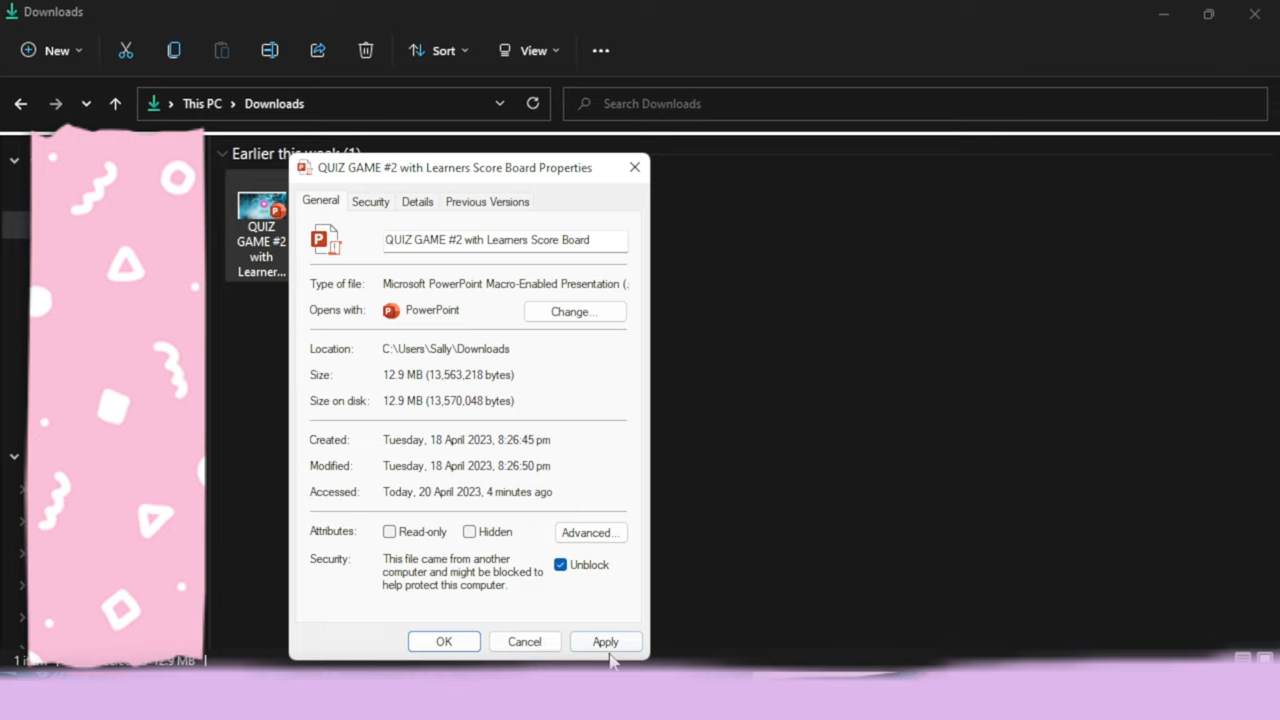 Downloads
New
Sort
View
This PC
Downloads
Search Downloads
Earlier this week (1)
QUIZ
GAME #2
with
Learner...
QUIZ GAME #2 with Learners Score Board Properties
General
Security
Details
Previous Versions
QUIZ GAME #2 with Learners Score Board
Type of file:
Microsoft PowerPoint Macro-Enabled Presentation (.
Opens with:
PowerPoint
Change...
Location:
C:\Users\Sally\Downloads
Size:
12.9 MB (13,563,218 bytes)
Size on disk:
12.9 MB (13,570,048 bytes)
Created:
Tuesday, 18 April 2023, 8:26:45 pm
Modified:
Tuesday, 18 April 2023, 8:26:50 pm
Accessed:
Today, 20 April 2023, 4 minutes ago
Attributes:
Read-only
Hidden
Advanced...
Security:
This file came from another
computer and might be blocked to
help protect this computer.
Unblock
OK
Cancel
Apply
12.9 MB